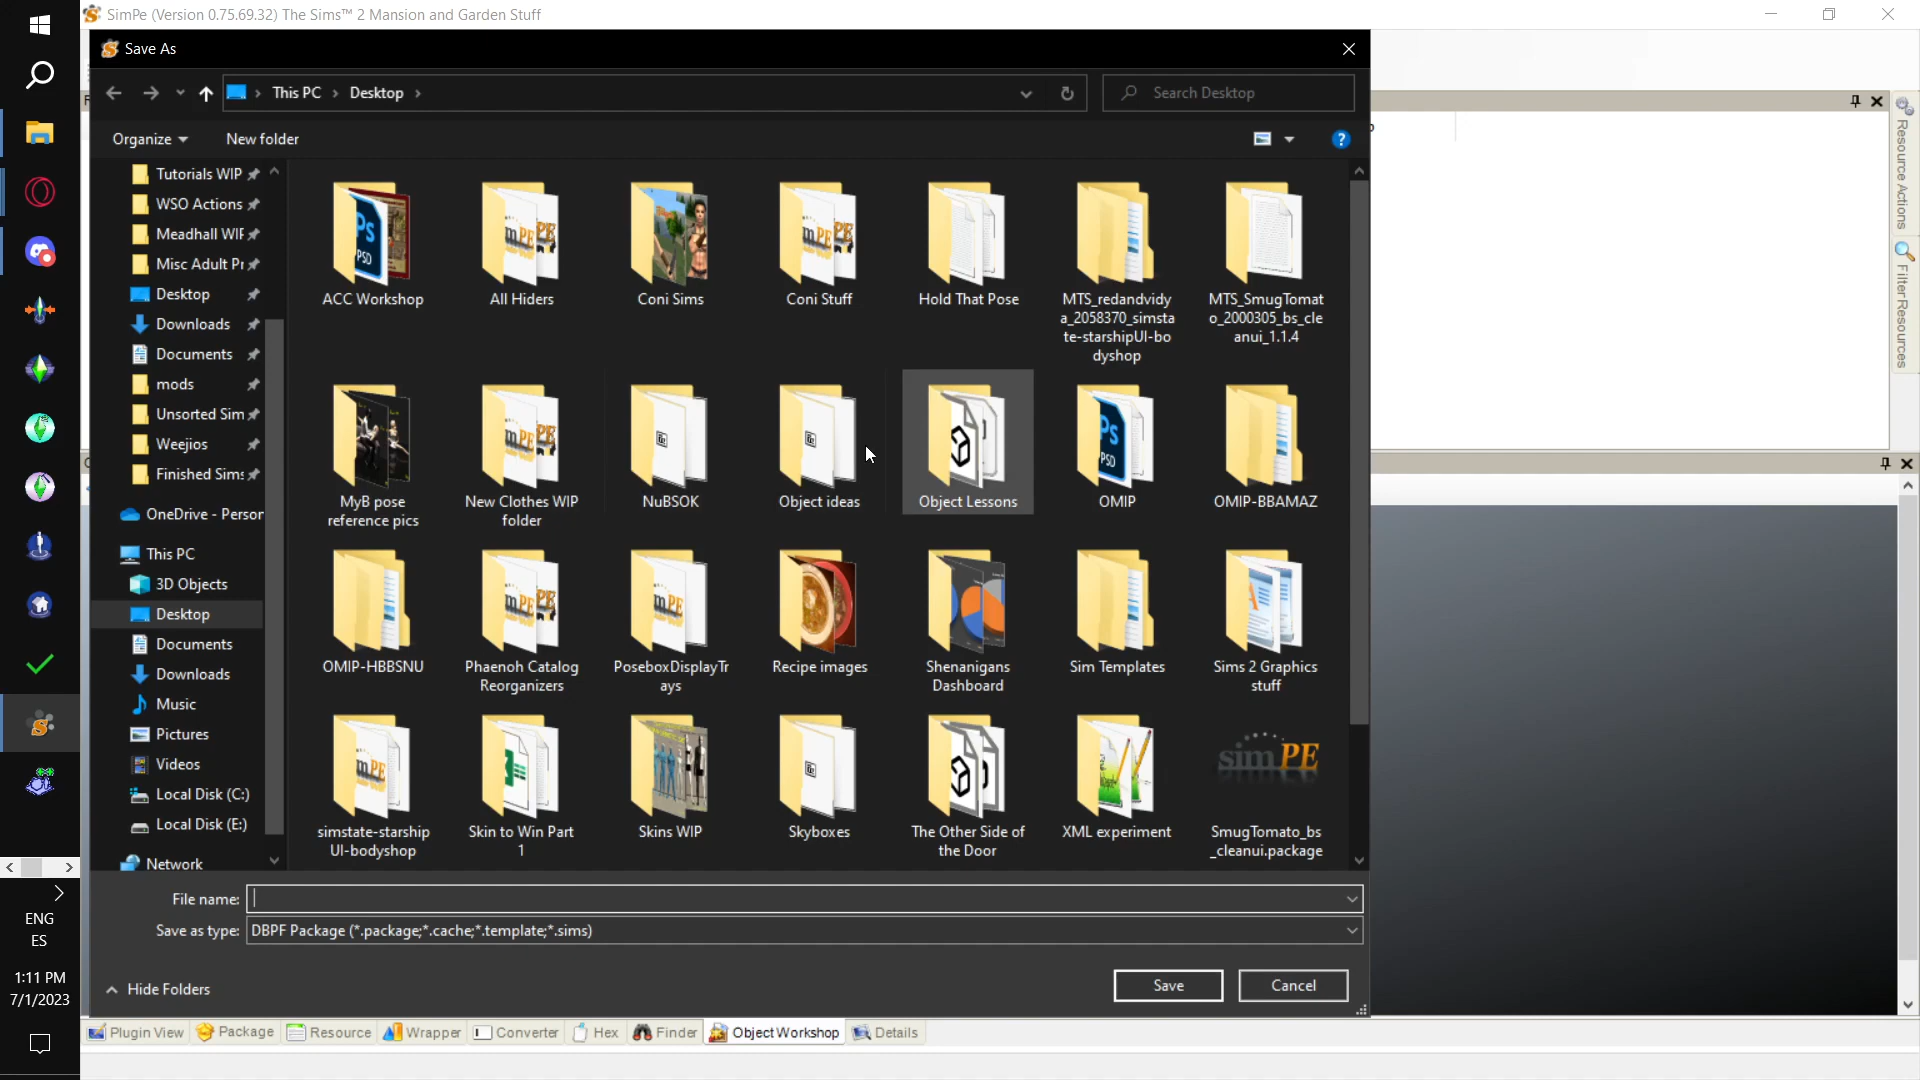 SimPe (Version 0.75.69.32) The Sims™ 2 Mansion and Garden Stuff
Save As
This PC
Desktop
Search Desktop
Organize
New folder
Tutorials WIP
WSO Actions
Meadhall WIF
Misc Adult Pr
Desktop
Downloads
Documents
mods
Unsorted Sim
Weejios
Finished Sims
OneDrive - Person
This PC
3D Objects
Desktop
Documents
Downloads
Music
Pictures
Videos
Local Disk (C:)
Local Disk (E:)
Network
ACC Workshop
All Hiders
Coni Sims
Coni Stuff
Hold That Pose
MTS_redandvidy
a_2058370_simsta
te-starshipUI-bo
dyshop
MTS_SmugTomat
o_2000305_bs_cle
anui_1.1.4
MyB pose
reference pics
New Clothes WIP
folder
NuBSOK
Object ideas
Object Lessons
OMIP
OMIP-BBAMAZ
OMIP-HBBSNU
Phaenoh Catalog
Reorganizers
PoseboxDisplayTr
ays
Recipe images
Shenanigans
Dashboard
Sim Templates
Sims 2 Graphics
stuff
simstate-starship
UI-bodyshop
Skin to Win Part
1
Skins WIP
Skyboxes
The Other Side of
the Door
XML experiment
simPE
SmugTomato_bs
_cleanui.package
File name:
Save as type: DBPF Package (*.package;*.cache;*.template;*.sims)
Hide Folders
Save
Cancel
Resource Actions
Filter Resources
Plugin View
Package
Resource
Wrapper
Converter
Hex
Finder
Object Workshop
Details
ENG
ES
1:11 PM
7/1/2023